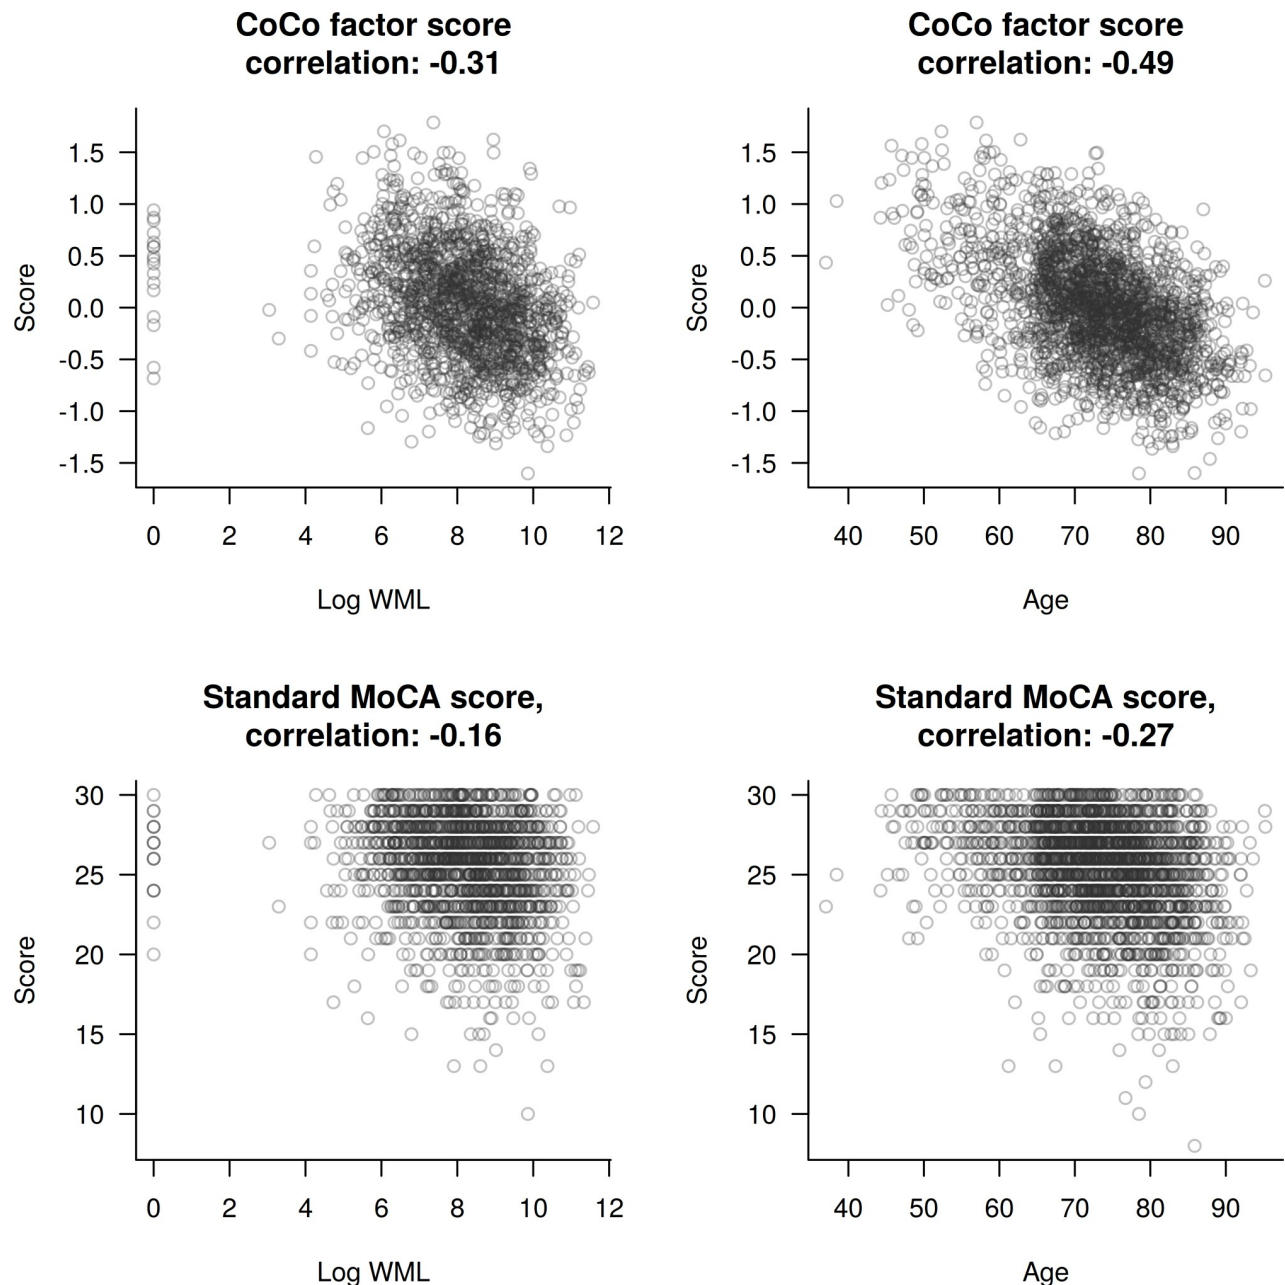 CoCo factor score
correlation: -0.31
1.5
1.0
0.5
0.0
-0.5
-1.0
-1.5
Score
0 2 4 6 8 10 12
Log WML
CoCo factor score
correlation: -0.49
1.5
1.0
0.5
0.0
-0.5
-1.0
-1.5
Score
40 50 60 70 80 90
Age
Standard MoCA score,
correlation: -0.16
30
25
20
15
10
Score
0 2 4 6 8 10 12
Log WML
Standard MoCA score,
correlation: -0.27
30
25
20
15
10
Score
40 50 60 70 80 90
Age